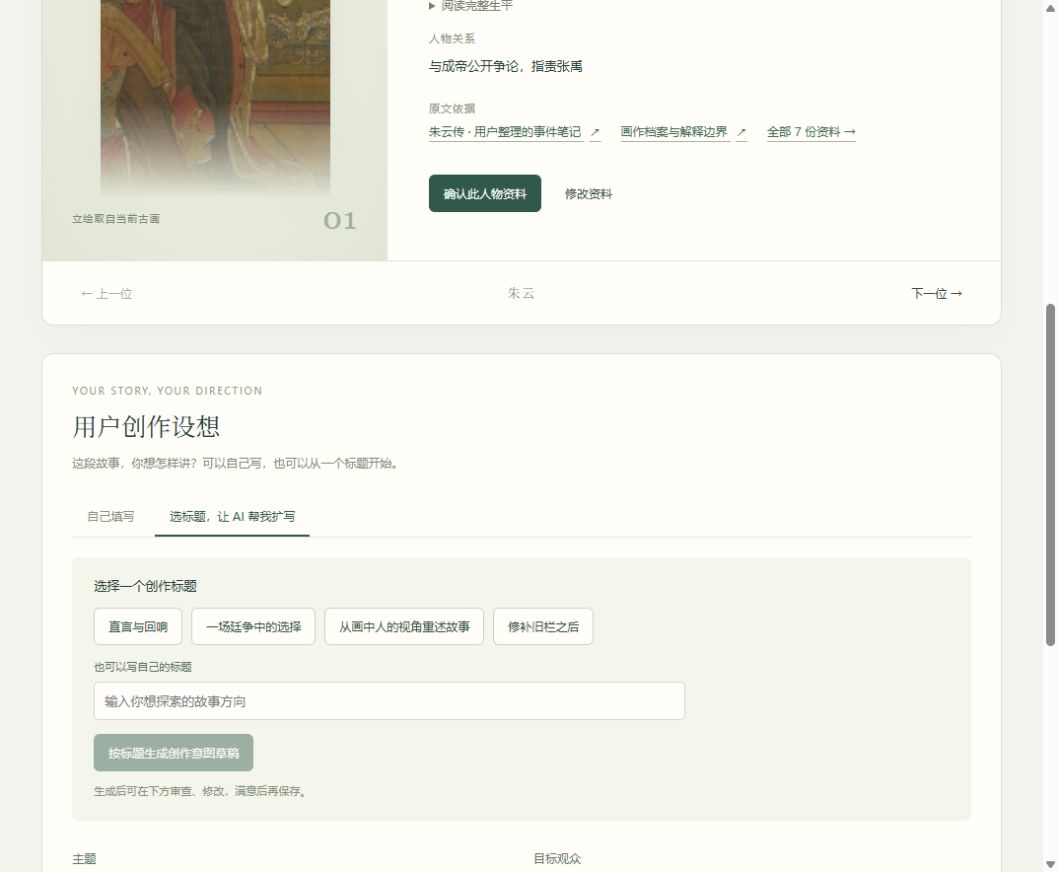 ▶ 阅读完整生平
人物关系
与成帝公开争论，指责张禹
原文依据
朱云传 · 用户整理的事件笔记 ↗ 画作档案与解释边界 ↗ 全部 7 份资料 →
确认此人物资料 修改资料
立绘取自当前古画 01
← 上一位 朱云 下一位 →
YOUR STORY, YOUR DIRECTION
用户创作设想
这段故事，你想怎样讲？可以自己写，也可以从一个标题开始。
自己填写 选标题，让 AI 帮我扩写
选择一个创作标题
直言与回响 一场廷争中的选择 从画中人的视角重述故事 修补旧栏之后
也可以写自己的标题
输入你想探索的故事方向
按标题生成创作意图草稿
生成后可在下方审查、修改，满意后再保存。
主题 目标观众